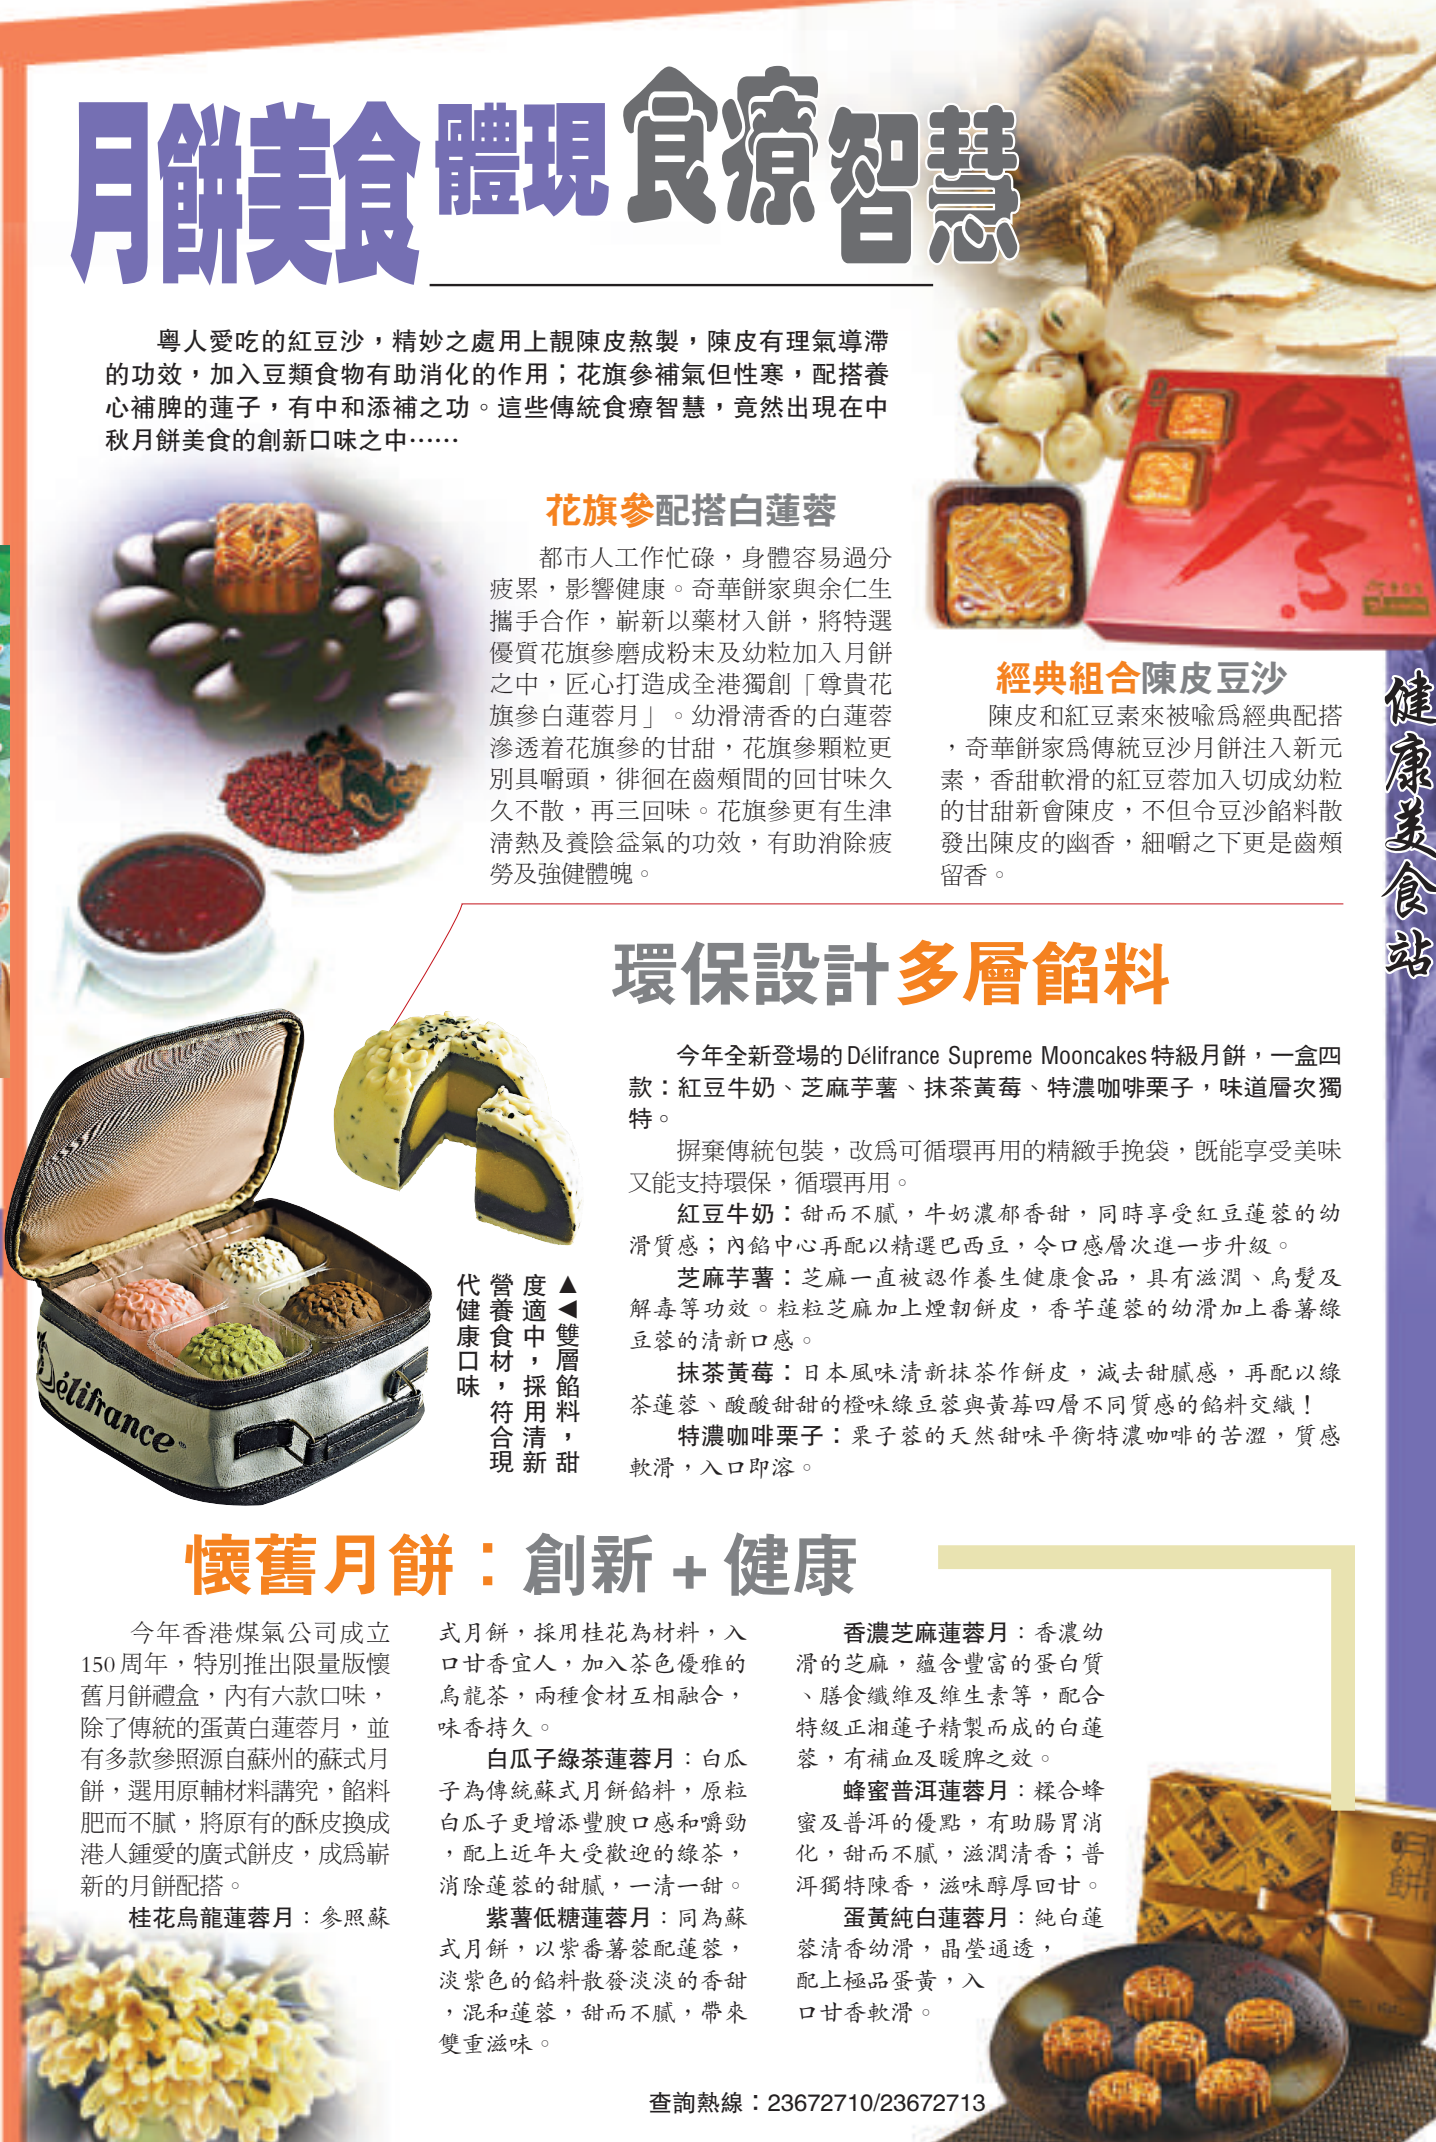 月餅美食體現食療智慧
粵人愛吃的紅豆沙，精妙之處用上靚陳皮熬製，陳皮有理氣導滯
的功效，加入豆類食物有助消化的作用；花旗參補氣但性寒，配搭養
心補脾的蓮子，有中和添補之功。這些傳統食療智慧，竟然出現在中
秋月餅美食的創新口味之中……
花旗參配搭白蓮蓉
都市人工作忙碌，身體容易過分
疲累，影響健康。奇華餅家與余仁生
攜手合作，嶄新以藥材入餅，將特選
優質花旗參磨成粉末及幼粒加入月餅
之中，匠心打造成全港獨創「尊貴花
旗參白蓮蓉月」。幼滑清香的白蓮蓉
滲透着花旗參的甘甜，花旗參顆粒更
別具嚼頭，徘徊在齒頰間的回甘味久
久不散，再三回味。花旗參更有生津
清熱及養陰益氣的功效，有助消除疲
勞及強健體魄。
經典組合陳皮豆沙
陳皮和紅豆素來被喻爲經典配搭
，奇華餅家爲傳統豆沙月餅注入新元
素，香甜軟滑的紅豆蓉加入切成幼粒
的甘甜新會陳皮，不但令豆沙餡料散
發出陳皮的幽香，細嚼之下更是齒頰
留香。
健康美食站
環保設計多層餡料
今年全新登場的Délifrance Supreme Mooncakes特級月餅，一盒四
款：紅豆牛奶、芝麻芋薯、抹茶黃莓、特濃咖啡栗子，味道層次獨
特。
摒棄傳統包裝，改爲可循環再用的精緻手挽袋，既能享受美味
又能支持環保，循環再用。
紅豆牛奶：甜而不膩，牛奶濃郁香甜，同時享受紅豆蓮蓉的幼
滑質感；內餡中心再配以精選巴西豆，令口感層次進一步升級。
芝麻芋薯：芝麻一直被認作養生健康食品，具有滋潤、烏髮及
解毒等功效。粒粒芝麻加上煙韌餅皮，香芋蓮蓉的幼滑加上番薯綠
豆蓉的清新口感。
抹茶黃莓：日本風味清新抹茶作餅皮，減去甜膩感，再配以綠
茶蓮蓉、酸酸甜甜的橙味綠豆蓉與黃莓四層不同質感的餡料交織！
特濃咖啡栗子：栗子蓉的天然甜味平衡特濃咖啡的苦澀，質感
軟滑，入口即溶。
▲◀雙層餡料，甜
度適中，採用清新
營養食材，符合現
代健康口味
Délifrance
懷舊月餅：創新+健康
今年香港煤氣公司成立
150周年，特別推出限量版懷
舊月餅禮盒，內有六款口味，
除了傳統的蛋黃白蓮蓉月，並
有多款參照源自蘇州的蘇式月
餅，選用原輔材料講究，餡料
肥而不膩，將原有的酥皮換成
港人鍾愛的廣式餅皮，成爲嶄
新的月餅配搭。
桂花烏龍蓮蓉月：參照蘇
式月餅，採用桂花為材料，入
口甘香宜人，加入茶色優雅的
烏龍茶，兩種食材互相融合，
味香持久。
白瓜子綠茶蓮蓉月：白瓜
子為傳統蘇式月餅餡料，原粒
白瓜子更增添豐腴口感和嚼勁
，配上近年大受歡迎的綠茶，
消除蓮蓉的甜膩，一清一甜。
紫薯低糖蓮蓉月：同為蘇
式月餅，以紫番薯蓉配蓮蓉，
淡紫色的餡料散發淡淡的香甜
，混和蓮蓉，甜而不膩，帶來
雙重滋味。
香濃芝麻蓮蓉月：香濃幼
滑的芝麻，蘊含豐富的蛋白質
、膳食纖維及維生素等，配合
特級正湘蓮子精製而成的白蓮
蓉，有補血及暖脾之效。
蜂蜜普洱蓮蓉月：糅合蜂
蜜及普洱的優點，有助腸胃消
化，甜而不膩，滋潤清香；普
洱獨特陳香，滋味醇厚回甘。
蛋黃純白蓮蓉月：純白蓮
蓉清香幼滑，晶瑩通透，
配上極品蛋黃，入
口甘香軟滑。
月餅
查詢熱線：23672710/23672713